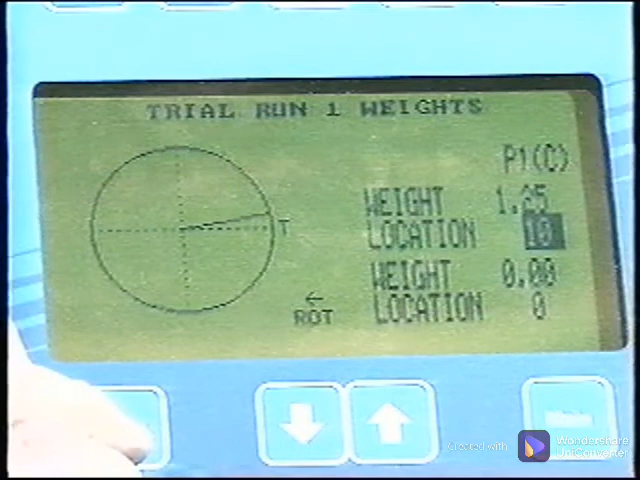 TRIAL RUN 1 WEIGHTS
P1(C)
WEIGHT 1.25
LOCATION 10
T
WEIGHT 0.00
LOCATION 0
←
ROT
Created with
Wondershare
UniConverter